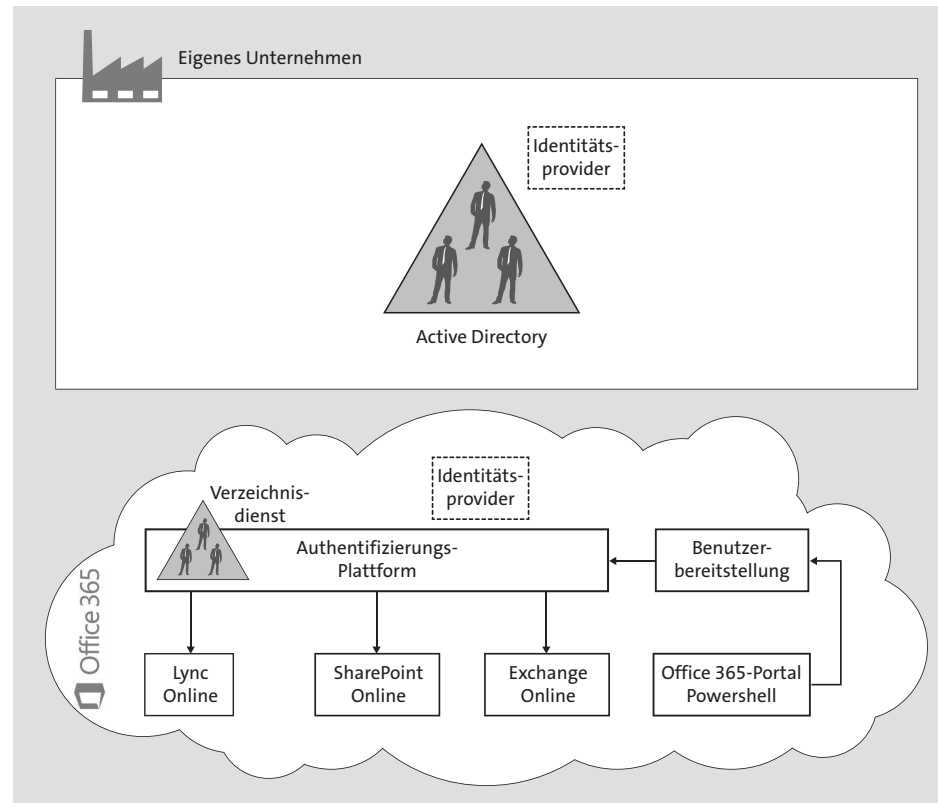 Eigenes Unternehmen
Identitäts-
provider
Active Directory
Identitäts-
provider
Verzeichnis-
dienst
Authentifizierungs-
Plattform
Benutzer-
bereitstellung
Office 365
Lync
Online
SharePoint
Online
Exchange
Online
Office 365-Portal
Powershell